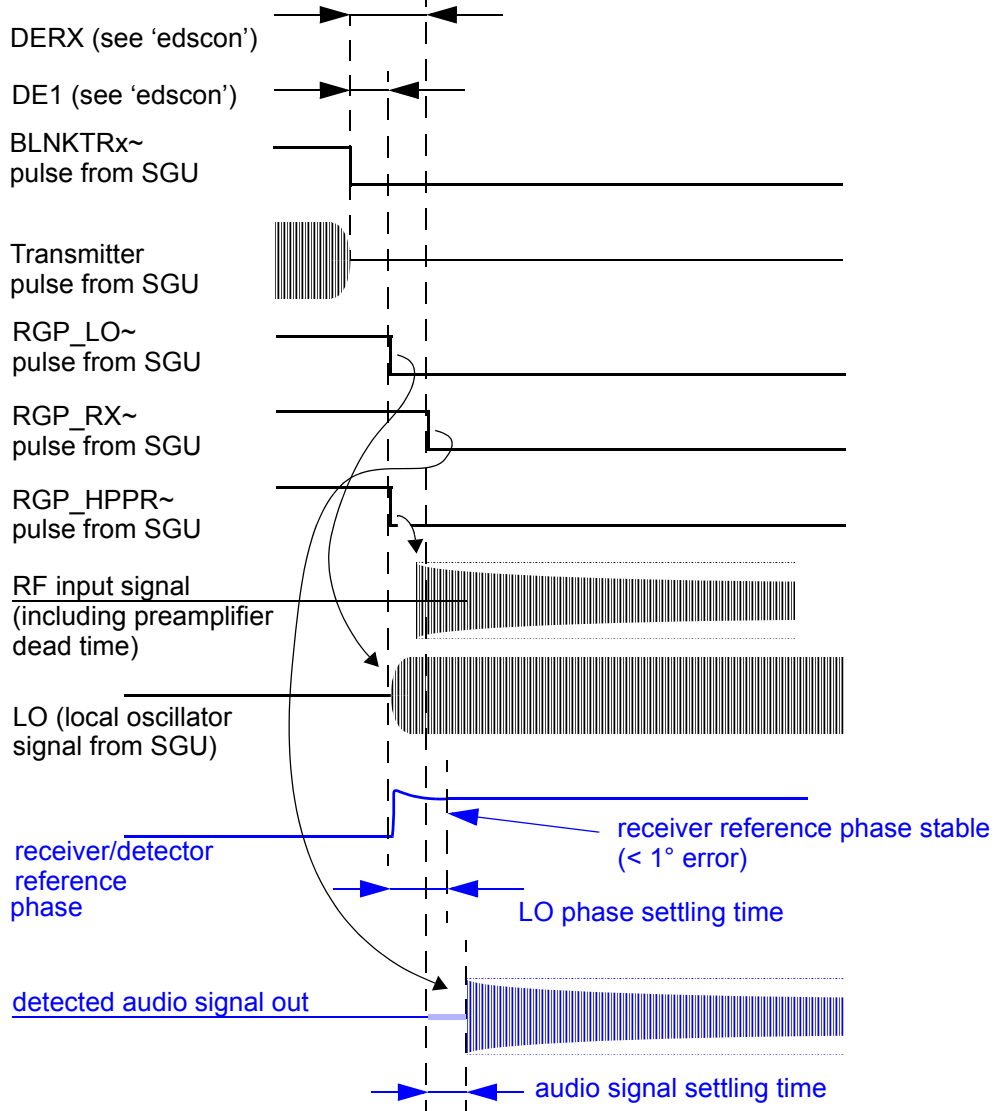 DERX (see ‘edscon’)
DE1 (see ‘edscon’)
BLNKTRx~
pulse from SGU
Transmitter
pulse from SGU
RGP_LO~
pulse from SGU
RGP_RX~
pulse from SGU
RGP_HPPR~
pulse from SGU
RF input signal
(including preamplifier
dead time)
LO (local oscillator
signal from SGU)
receiver reference phase stable
(< 1° error)
receiver/detector
reference
phase
LO phase settling time
detected audio signal out
audio signal settling time